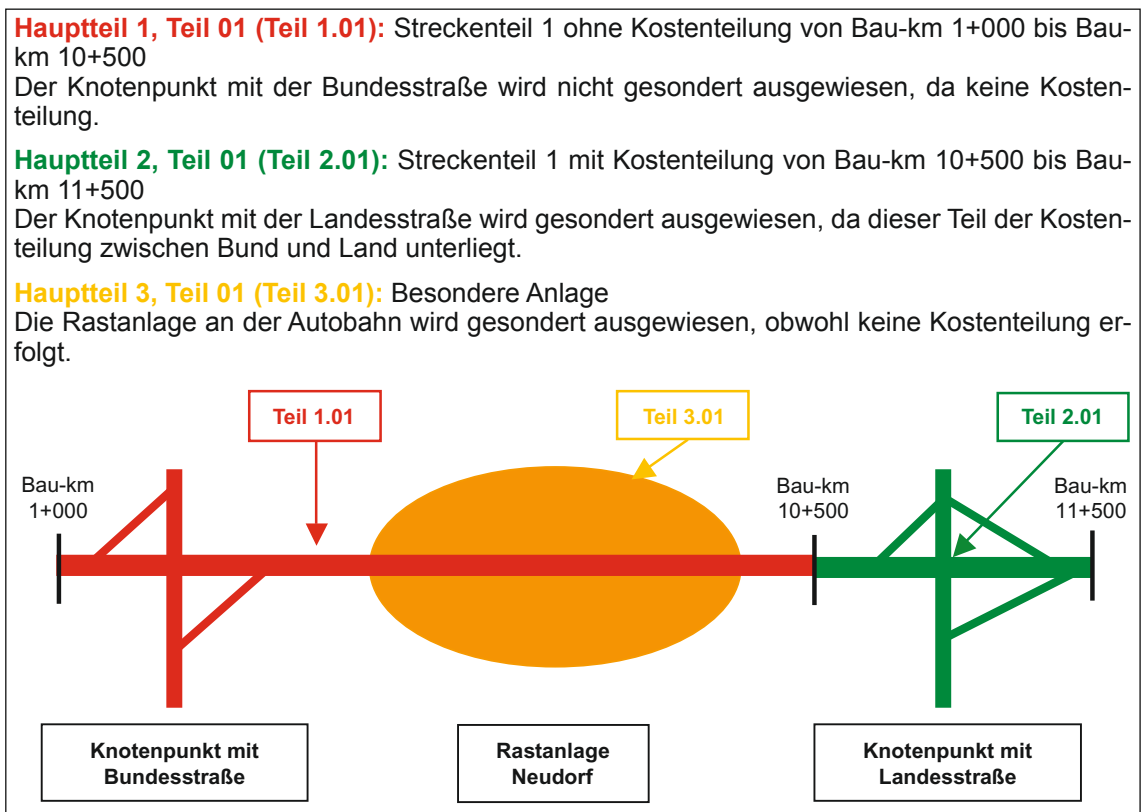 Hauptteil 1, Teil 01 (Teil 1.01): Streckenteil 1 ohne Kostenteilung von Bau-km 1+000 bis Bau-
km 10+500
Der Knotenpunkt mit der Bundesstraße wird nicht gesondert ausgewiesen, da keine Kosten-
teilung.
Hauptteil 2, Teil 01 (Teil 2.01): Streckenteil 1 mit Kostenteilung von Bau-km 10+500 bis Bau-
km 11+500
Der Knotenpunkt mit der Landesstraße wird gesondert ausgewiesen, da dieser Teil der Kosten-
teilung zwischen Bund und Land unterliegt.
Hauptteil 3, Teil 01 (Teil 3.01): Besondere Anlage
Die Rastanlage an der Autobahn wird gesondert ausgewiesen, obwohl keine Kostenteilung er-
folgt.
Teil 1.01
Teil 3.01
Teil 2.01
Bau-km
1+000
Bau-km
10+500
Bau-km
11+500
Knotenpunkt mit
Bundesstraße
Rastanlage
Neudorf
Knotenpunkt mit
Landesstraße